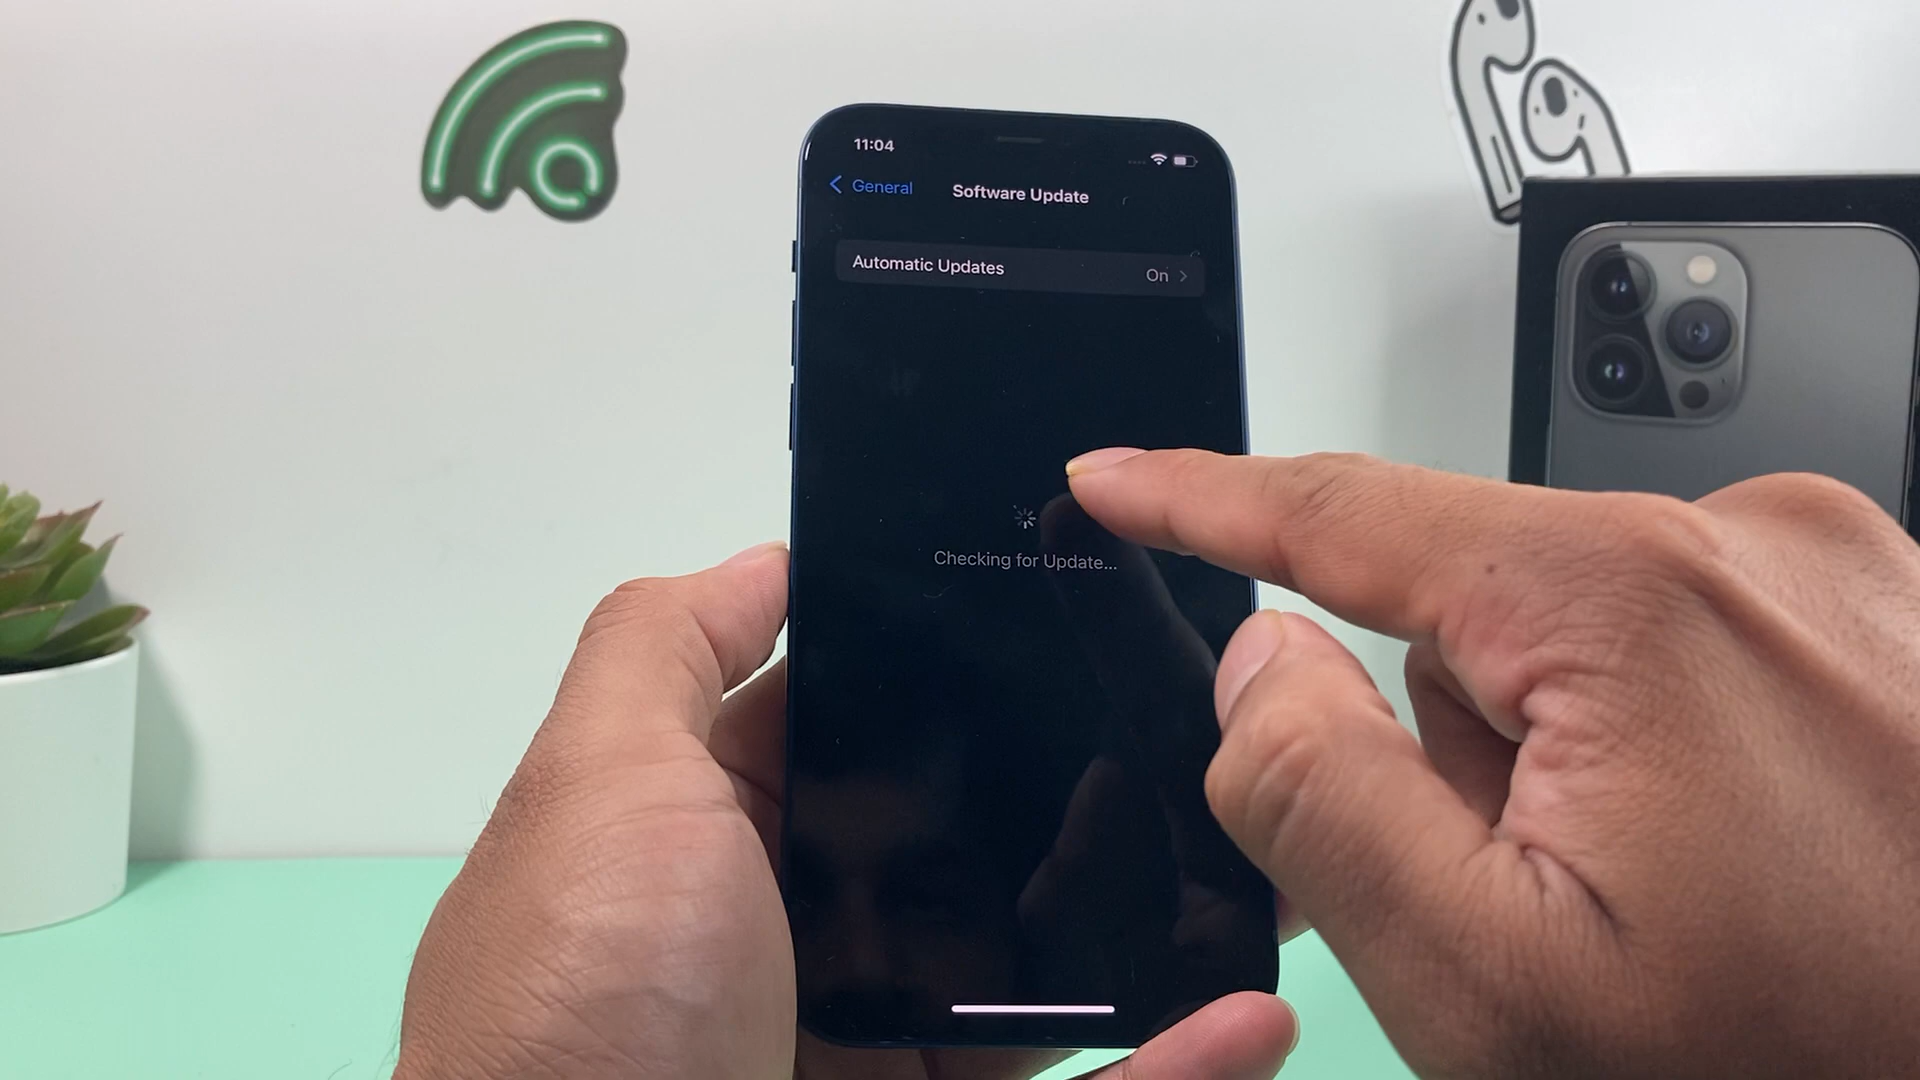 11:04
General
Software Update
Automatic Updates On
Checking for Update...